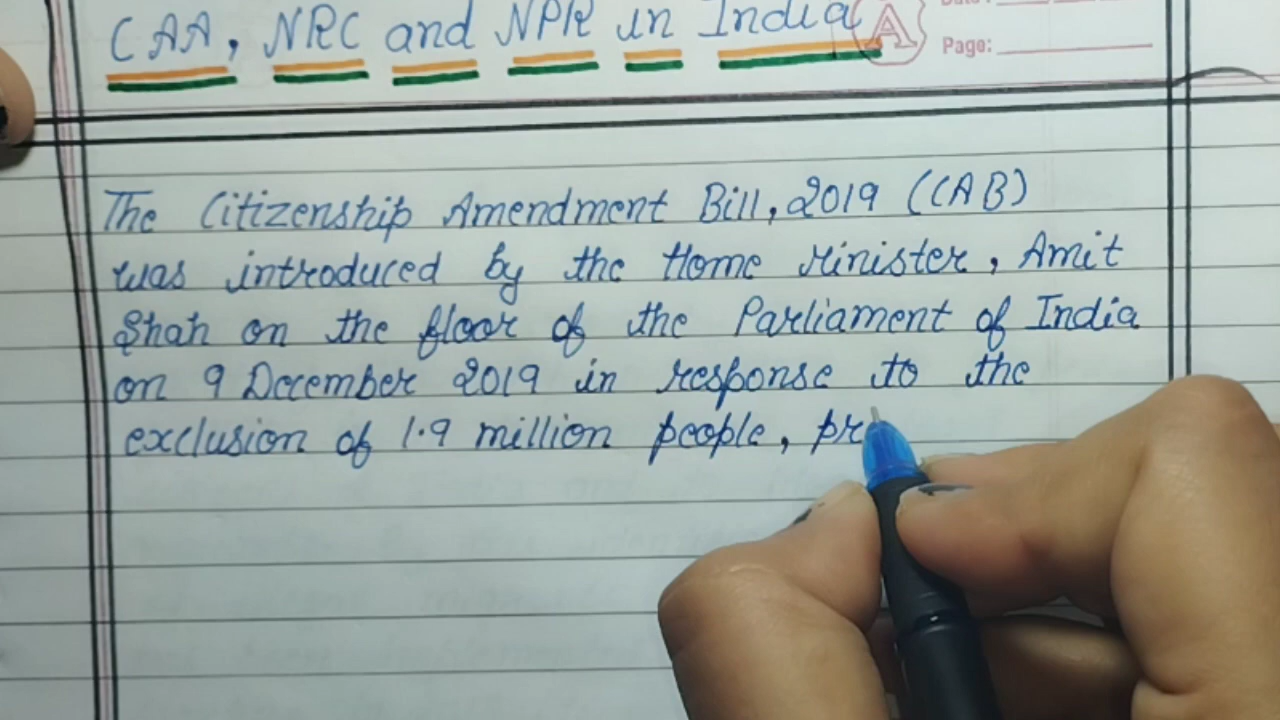 CAA, NRC and NPR in India
A
Page:
The Citizenship Amendment Bill, 2019 (CAB)
was introduced by the Home Minister, Amit
Shah on the floor of the Parliament of India
on 9 December 2019 in response to the
exclusion of 1.9 million people, pr